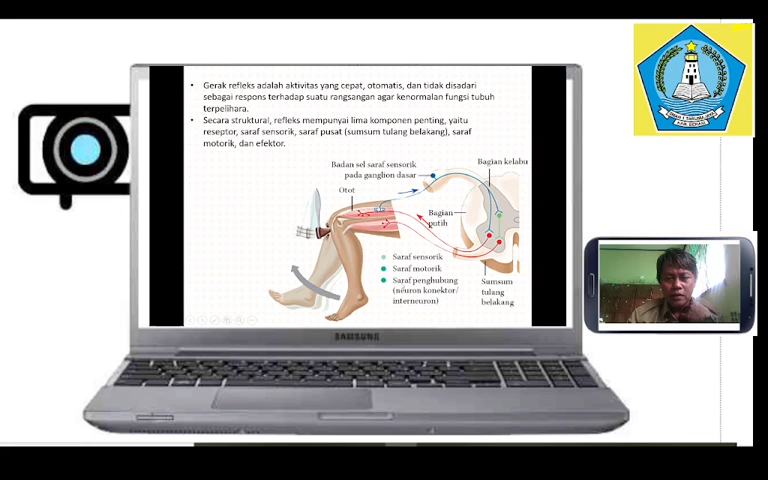 • Gerak refleks adalah aktivitas yang cepat, otomatis, dan tidak disadari
sebagai respons terhadap suatu rangsangan agar kenormalan fungsi tubuh
terpelihara.
• Secara struktural, refleks mempunyai lima komponen penting, yaitu
reseptor, saraf sensorik, saraf pusat (sumsum tulang belakang), saraf
motorik, dan efektor.
Badan sel saraf sensorik
pada ganglion dasar
Bagian kelabu
Otot
Bagian
putih
Saraf sensorik
Saraf motorik
Saraf penghubung
(neuron konektor/
interneuron)
Sumsum
tulang
belakang
SAMSUNG